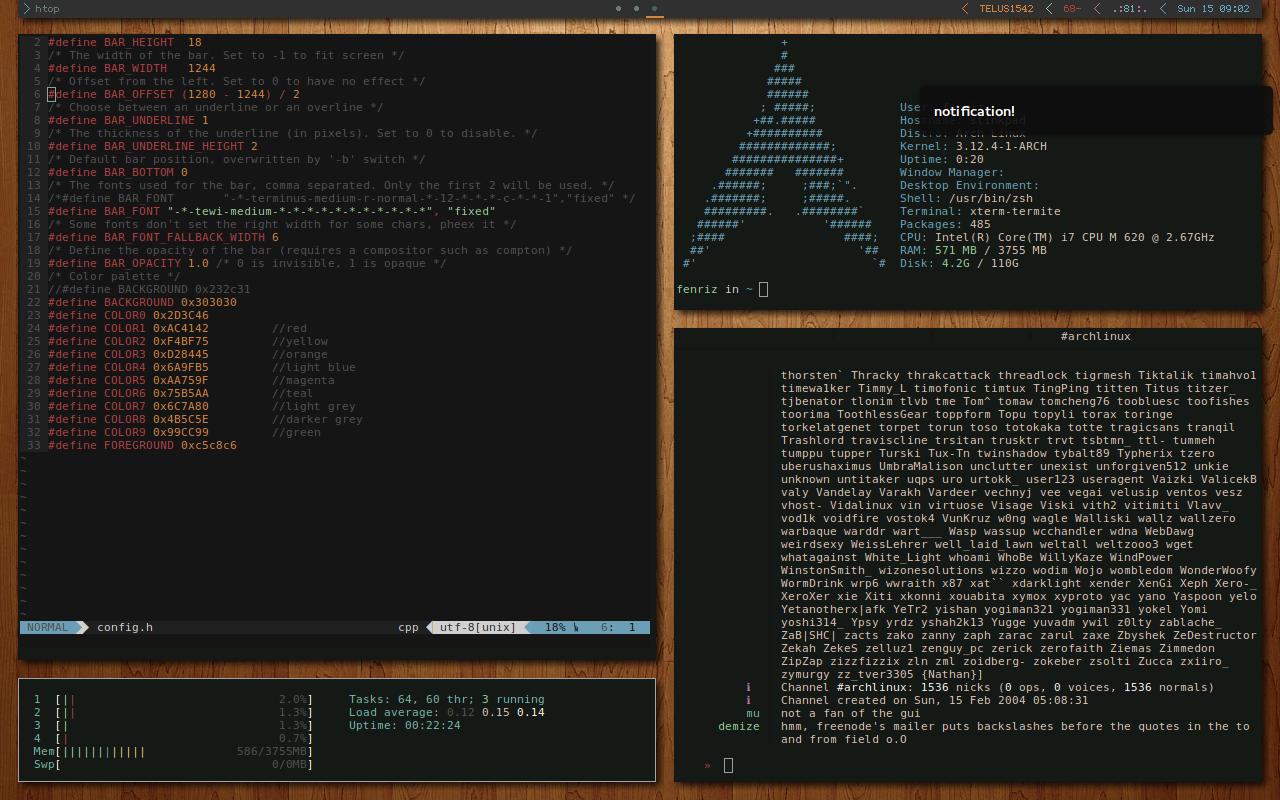 htop
TELUS1542 68- .:81:. Sun 15 09:02
2 #define BAR_HEIGHT 18
3 /* The width of the bar. Set to -1 to fit screen */
4 #define BAR_WIDTH 1244
5 /* Offset from the left. Set to 0 to have no effect */
6 #define BAR_OFFSET (1280 - 1244) / 2
7 /* Choose between an underline or an overline */
8 #define BAR_UNDERLINE 1
9 /* The thickness of the underline (in pixels). Set to 0 to disable. */
10 #define BAR_UNDERLINE_HEIGHT 2
11 /* Default bar position, overwritten by '-b' switch */
12 #define BAR_BOTTOM 0
13 /* The fonts used for the bar, comma separated. Only the first 2 will be used. */
14 /*#define BAR_FONT "-*-terminus-medium-r-normal-*-12-*-*-*-c-*-*-1","fixed" */
15 #define BAR_FONT "-*-tewi-medium-*-*-*-*-*-*-*-*-*-*-*", "fixed"
16 /* Some fonts don't set the right width for some chars, pheex it */
17 #define BAR_FONT_FALLBACK_WIDTH 6
18 /* Define the opacity of the bar (requires a compositor such as compton) */
19 #define BAR_OPACITY 1.0 /* 0 is invisible, 1 is opaque */
20 /* Color palette */
21 //#define BACKGROUND 0x232c31
22 #define BACKGROUND 0x303030
23 #define COLOR0 0x2D3C46
24 #define COLOR1 0xAC4142 //red
25 #define COLOR2 0xF4BF75 //yellow
26 #define COLOR3 0xD28445 //orange
27 #define COLOR4 0x6A9FB5 //light blue
28 #define COLOR5 0xAA759F //magenta
29 #define COLOR6 0x75B5AA //teal
30 #define COLOR7 0x6C7A80 //light grey
31 #define COLOR8 0x4B5C5E //darker grey
32 #define COLOR9 0x99CC99 //green
33 #define FOREGROUND 0xc5c8c6
NORMAL config.h cpp utf-8[unix] 18% 6: 1
1 [|| 2.0%]
2 [|| 1.3%]
3 [| 1.3%]
4 [| 0.7%]
Mem[||||||||||||| 586/3755MB]
Swp[ 0/0MB]
Tasks: 64, 60 thr; 3 running
Load average: 0.12 0.15 0.14
Uptime: 00:22:24
+
#
###
#####
######
; #####;
+##.#####
+##########
#############;
###############+
####### #######
.######; ;###;`".
.#######; ;#####.
#########. .########`
######' '######
;#### ####;
##' '##
#' `#
notification!
Distro: Arch Linux
Kernel: 3.12.4-1-ARCH
Uptime: 0:20
Window Manager:
Desktop Environment:
Shell: /usr/bin/zsh
Terminal: xterm-termite
Packages: 485
CPU: Intel(R) Core(TM) i7 CPU M 620 @ 2.67GHz
RAM: 571 MB / 3755 MB
Disk: 4.2G / 110G
fenriz in ~
#archlinux
thorsten` Thracky thrakcattack threadlock tigrmesh Tiktalik timahvo1
timewa1ker Timmy_L timofonic timtux TingPing titten Titus titzer_
tjbenator tlonim tlvb tme Tom^ tomaw tomcheng76 toobluesc toofishes
toorima ToothlessGear toppform Topu topyli torax toringe
torkelatgenet torpet torun toso totokaka totte tragicsans tranqil
Trashlord traviscline trsitan trusktr trvt tsbtmn_ ttl- tummeh
tumppu tupper Turski Tux-Tn twinshadow tybalt89 Typherix tzero
uberushaximus UmbraMalison unclutter unexist unforgiven512 unkie
unknown untitaker uqps uro urtokk_ user123 useragent Vaizki ValicekB
valy Vandelay Varakh Vardeer vechnyj vee vegai velusip ventos vesz
vhost- Vidalinux vin virtuose Visage Viski vith2 vitimiti Vlavv_
vod1k voidfire vostok4 VunKruz w0ng wagle Walliski wallz wallzero
warbaque warddr wart___ Wasp wassup wcchandler wdna WebDawg
weirdsexy WeissLehrer well_laid_lawn weltall weltzooo3 wget
whatagainst White_Light whoami WhoBe WillyKaze WindPower
WinstonSmith_ wizonesolutions wizzo wodim Wojo wombledom WonderWoofy
WormDrink wrp6 wwraith x87 xat`` xdarklight xender XenGi Xeph Xero-_
XeroXer xie Xiti xkonni xouabita xymox xyproto yac yano Yaspoon yelo
Yetanotherx|afk YeTr2 yishan yogiman321 yogiman331 yokel Yomi
yoshi314_ Ypsy yrdz yshah2k13 Yugge yuvadm ywil z0lty zablache_
ZaB|SHC| zacts zako zanny zaph zarac zarul zaxe Zbyshek ZeDestructor
Zekah ZekeS zelluz1 zenguy_pc zerick zerofaith Ziemas Zimmedon
ZipZap zizzfizzix zln zml zoidberg- zokeber zsolti Zucca zxiiro_
zymurgy zz_tver3305 {Nathan}]
i Channel #archlinux: 1536 nicks (0 ops, 0 voices, 1536 normals)
i Channel created on Sun, 15 Feb 2004 05:08:31
mu not a fan of the gui
demize hmm, freenode's mailer puts backslashes before the quotes in the to
and from field o.O
»